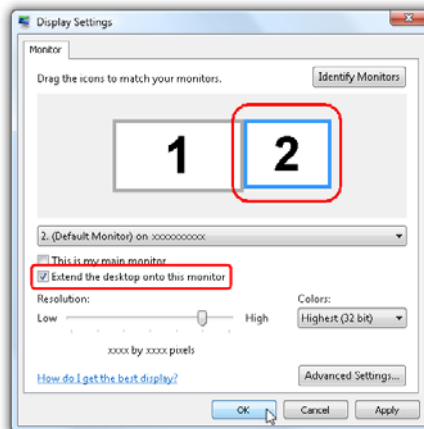 Display Settings
Monitor
Drag the icons to match your monitors.
Identify Monitors
1
2
2. (Default Monitor) on xxxxxxxxxx
This is my main monitor
Extend the desktop onto this monitor
Resolution:
Colors:
Low
High
Highest (32 bit)
xxxx by xxxx pixels
How do I get the best display?
Advanced Settings...
OK
Cancel
Apply